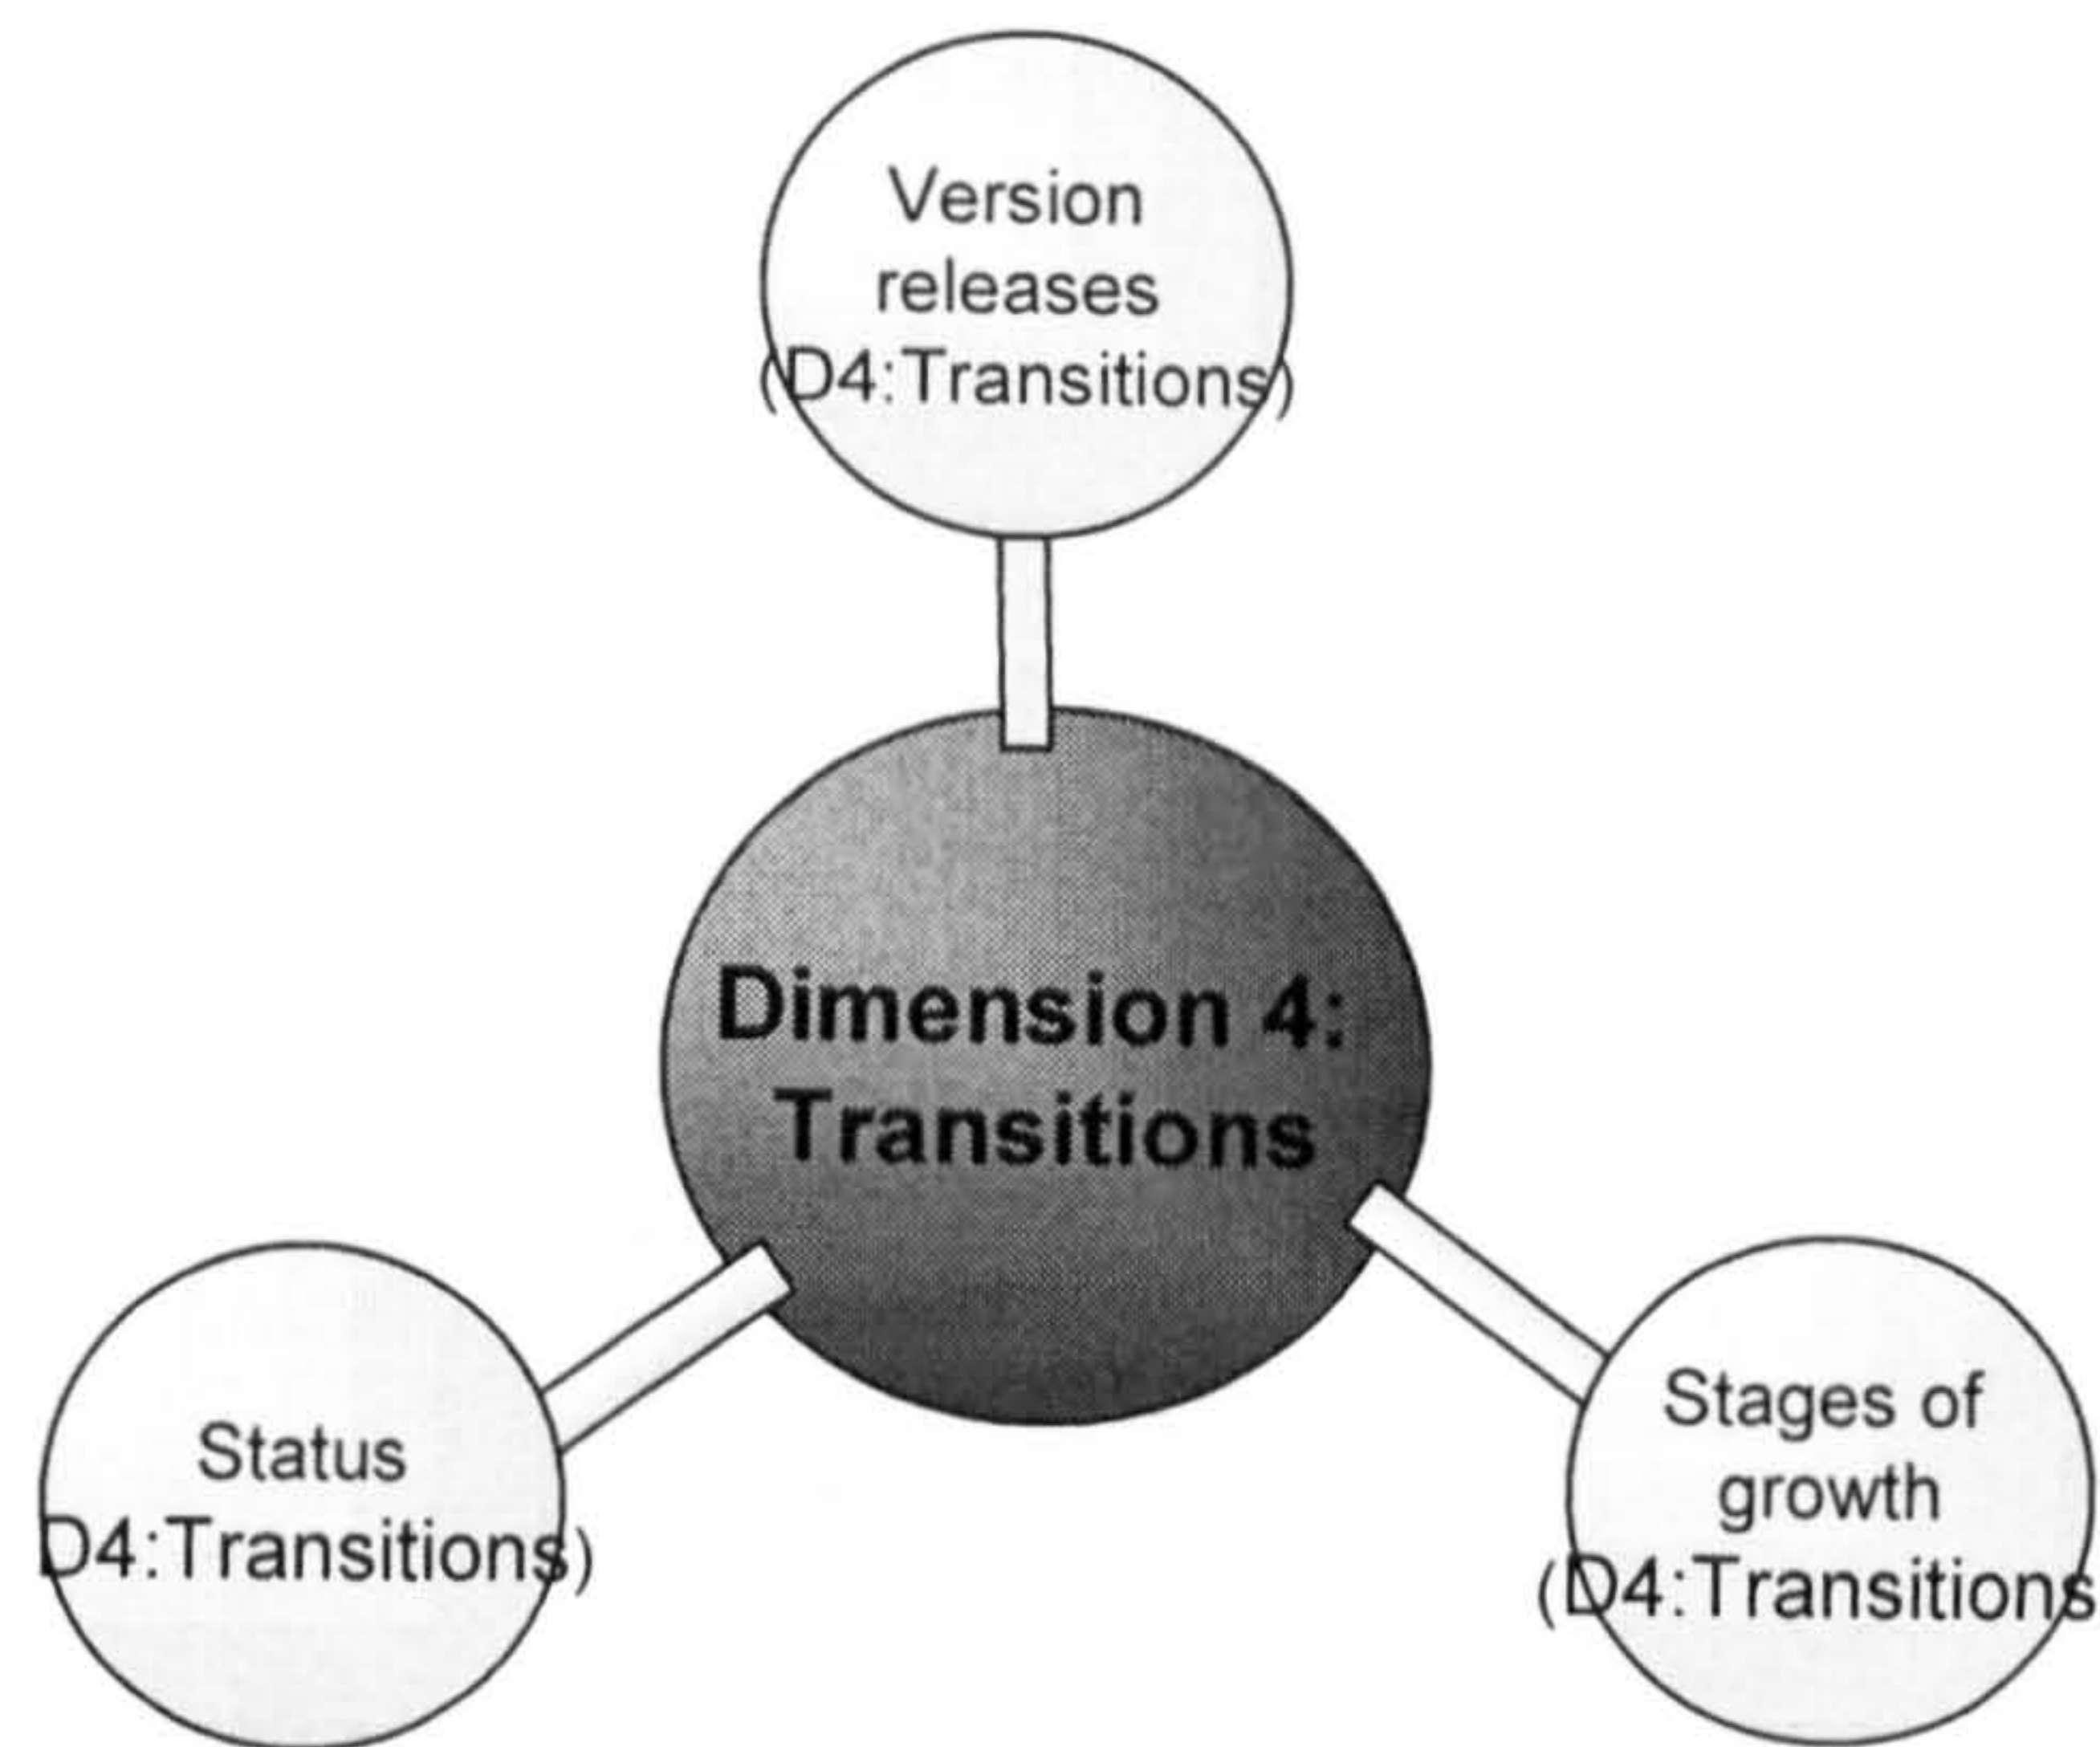 Version
releases
(D4:Transitions)
Dimension 4:
Transitions
Status
D4:Transitions)
Stages of
growth
(D4:Transitions